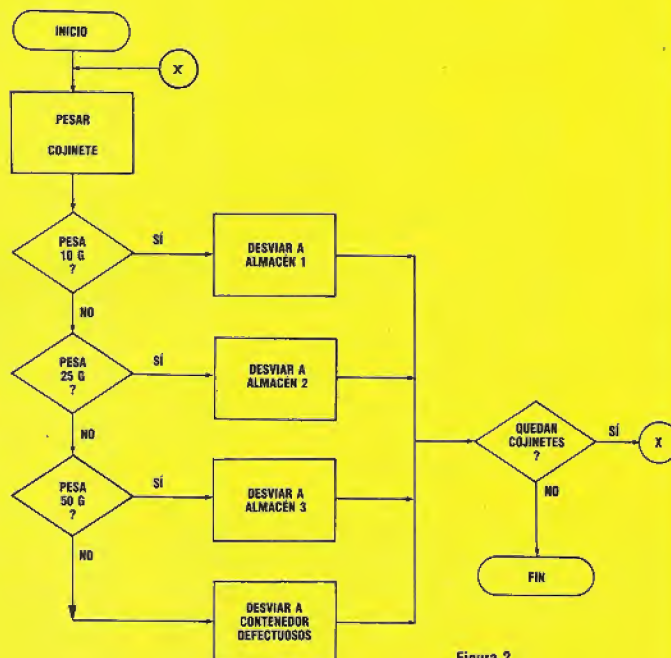 INICIO
X
PESAR
COJINETE
PESA
10 G
?
SÍ
DESVIAR A
ALMACÉN 1
NO
PESA
25 G
?
SÍ
DESVIAR A
ALMACÉN 2
NO
PESA
50 G
?
SÍ
DESVIAR A
ALMACÉN 3
NO
DESVIAR A
CONTENEDOR
DEFECTUOSOS
QUEDAN
COJINETES
?
SÍ
X
NO
FIN
Figura 2